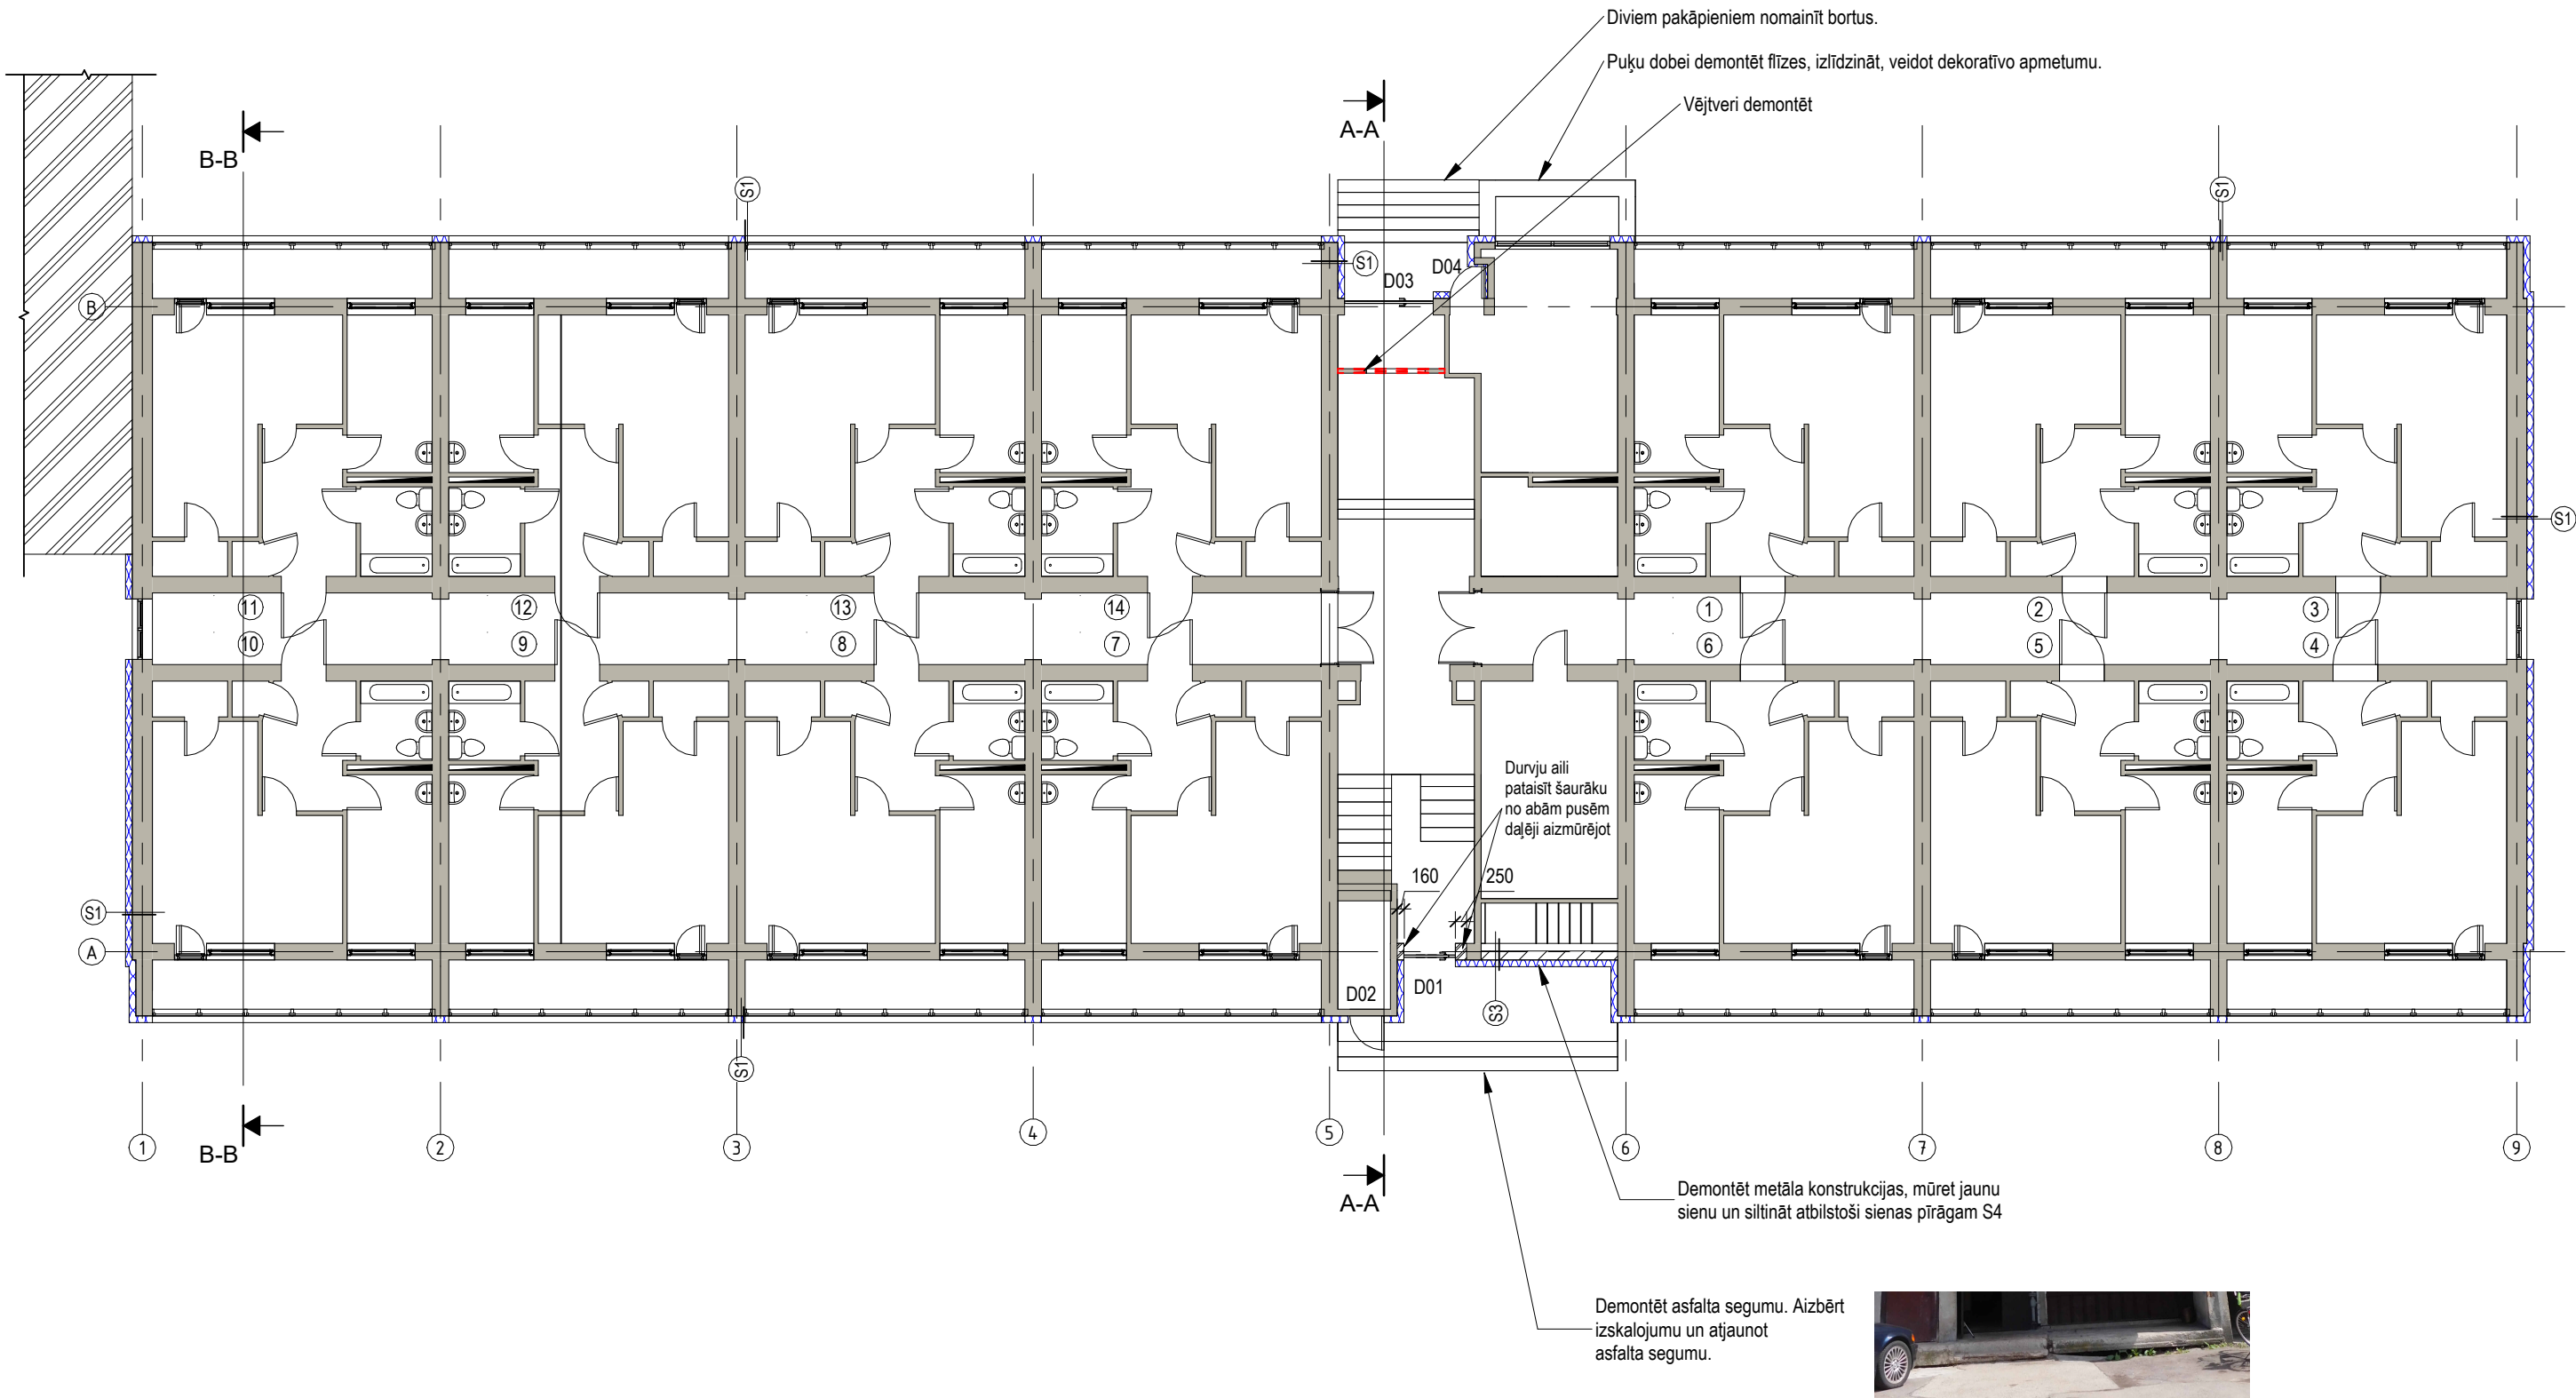 Diviem pakāpieniem nomainīt bortus.
Puķu dobei demontēt flīzes, izlīdzināt, veidot dekoratīvo apmetumu.
Vējtveri demontēt
B-B
A-A
S1
S1
B
S1
D03
D04
S1
11
12
13
14
1
2
3
10
9
8
7
6
5
4
Durvju aili
pataisīt šaurāku
no abām pusēm
daļēji aizmūrējot
160
250
S1
A
D02
D01
S3
S1
1
2
3
4
5
6
7
8
9
B-B
A-A
Demontēt metāla konstrukcijas, mūret jaunu
sienu un siltināt atbilstoši sienas pīrāgam S4
Demontēt asfalta segumu. Aizbērt
izskalojumu un atjaunot
asfalta segumu.